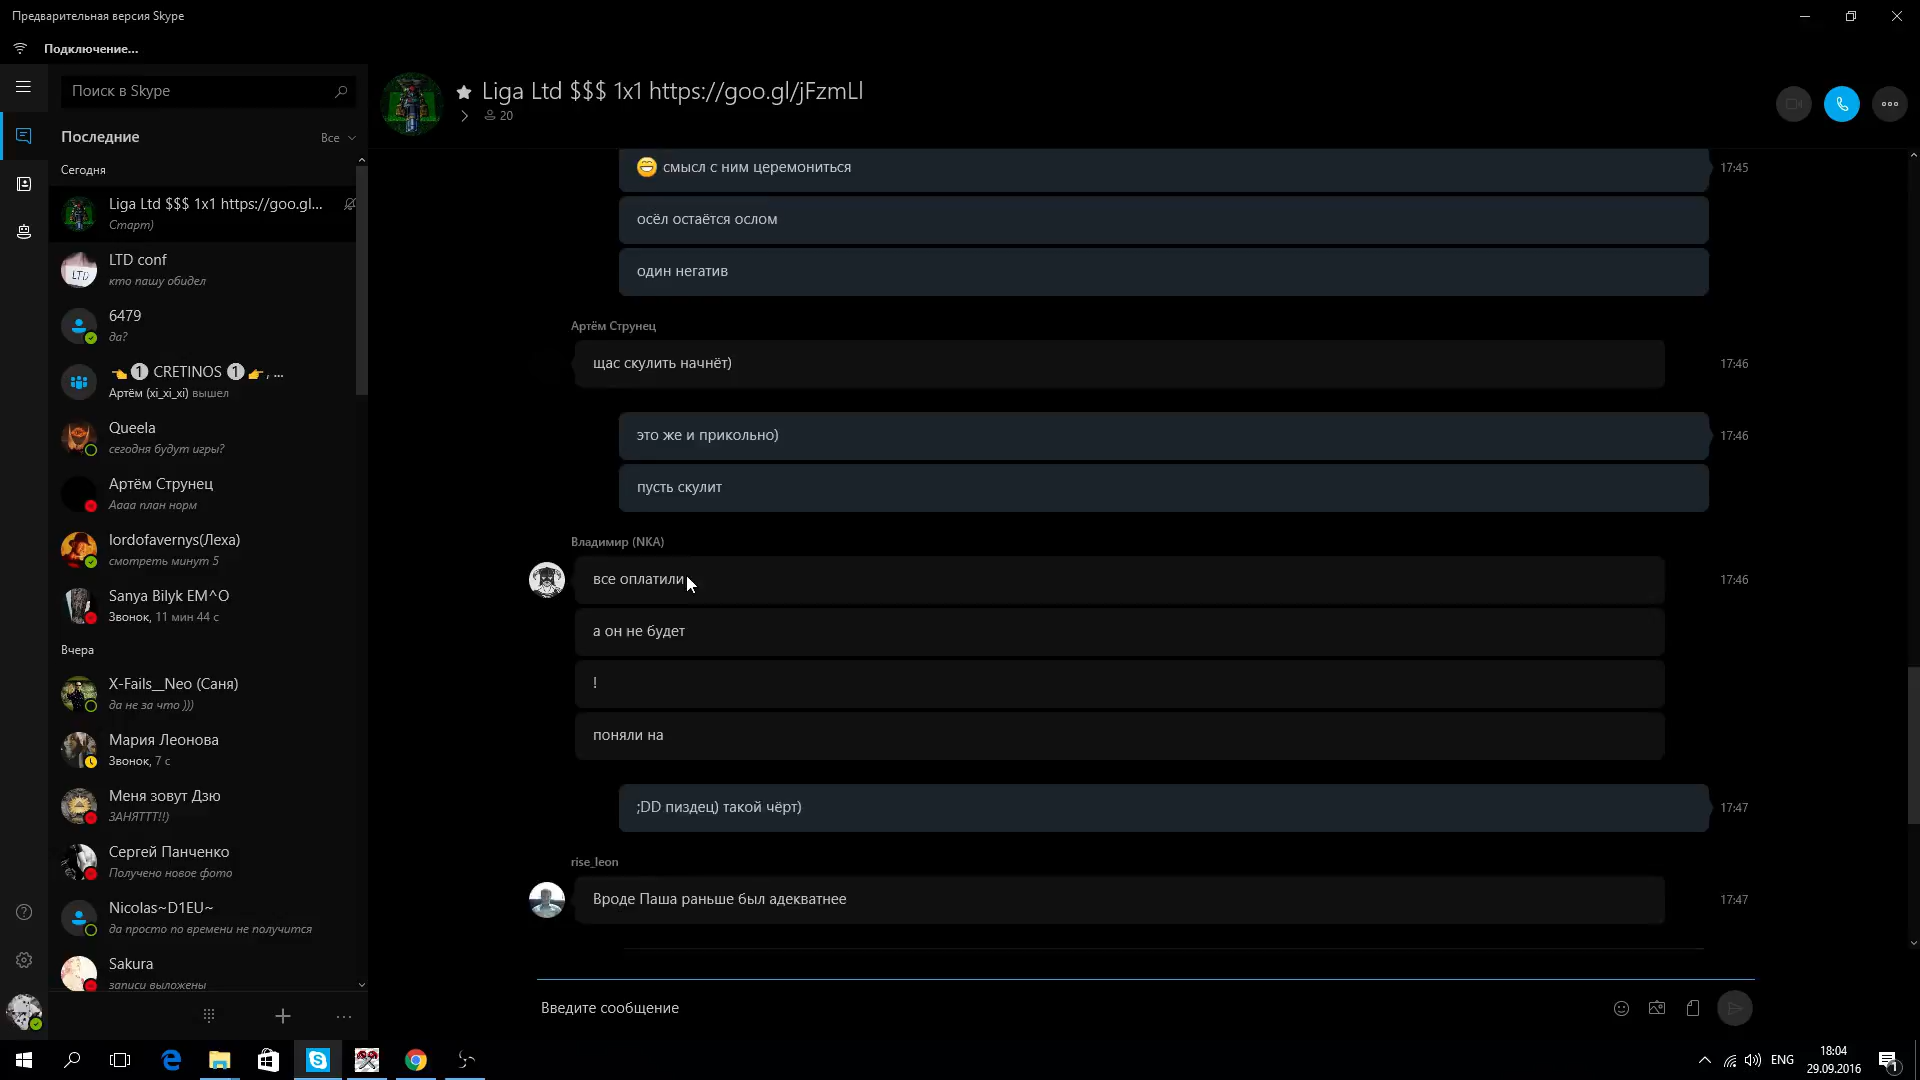 Предварительная версия Skype
Подключение...
Поиск в Skype
Последние
Все
Сегодня
Liga Ltd $$$ 1x1 https://goo.gl...
Старт)
LTD
LTD conf
кто пашу обидел
6479
да?
👈 1 CRETINOS 1 👉, ...
Артём (xi_xi_xi) вышел
Queela
сегодня будут игры?
Артём Струнец
Аааа план норм
lordofavernys(Леха)
смотреть минут 5
Sanya Bilyk EM^O
Звонок, 11 мин 44 с
Вчера
X-Fails__Neo (Саня)
да не за что )))
Мария Леонова
Звонок, 7 с
Меня зовут Дзю
ЗАНЯТТТ!!)
Сергей Панченко
Получено новое фото
Nicolas~D1EU~
да просто по времени не получится
Sakura
записи выложены
Liga Ltd $$$ 1x1 https://goo.gl/jFzmLl
20
😄 смысл с ним церемониться
17:45
осёл остаётся ослом
один негатив
Артём Струнец
щас скулить начнёт)
17:46
это же и прикольно)
17:46
пусть скулит
Владимир (NKA)
все оплатили
17:46
а он не будет
!
поняли на
;DD пиздец) такой чёрт)
17:47
rise_leon
Вроде Паша раньше был адекватнее
17:47
Введите сообщение
ENG
18:04
29.09.2016
1